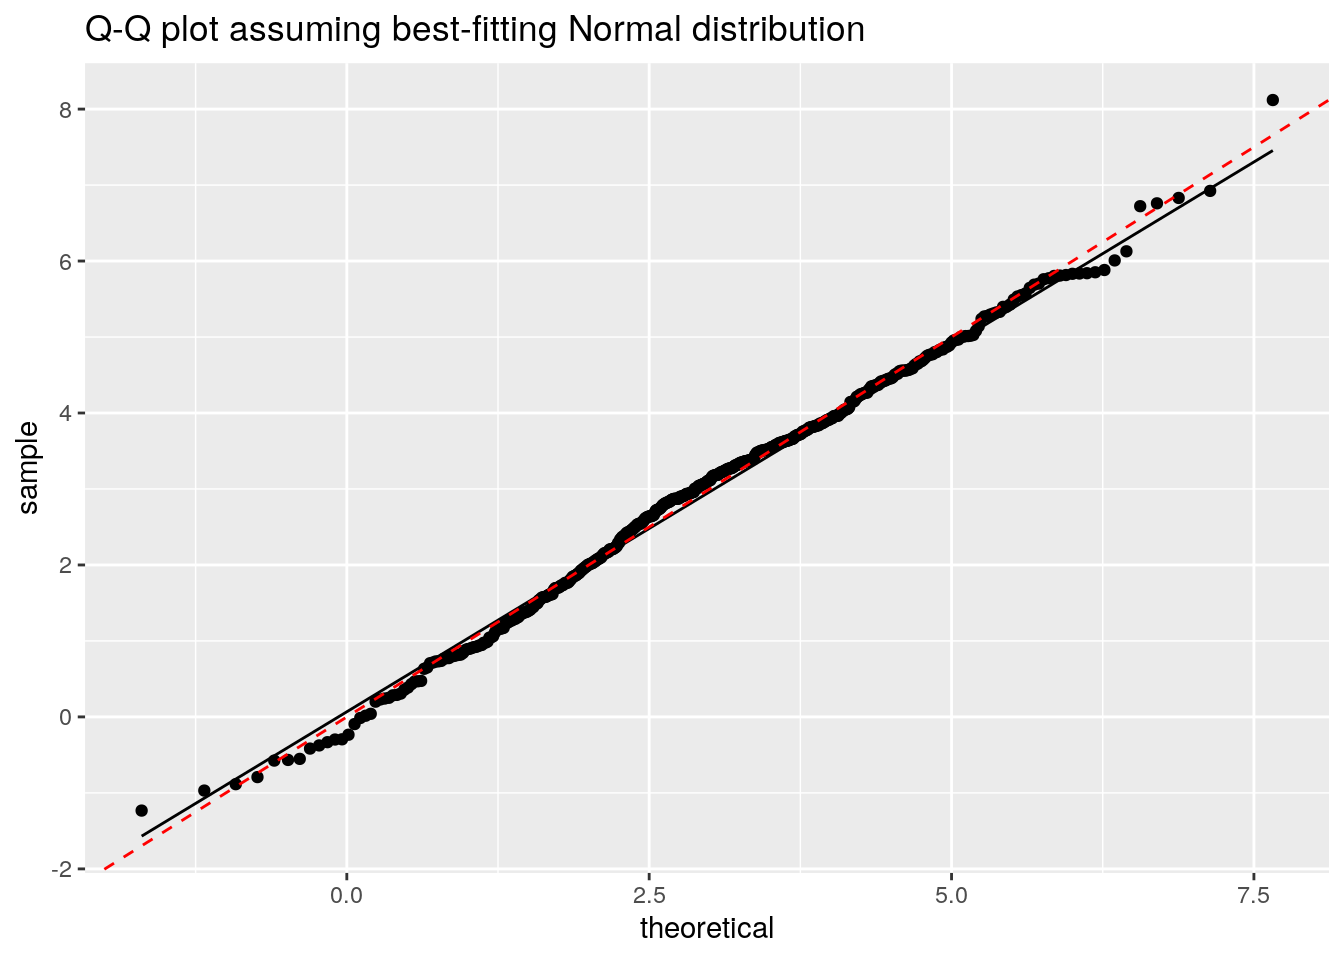 Q-Q plot assuming best-fitting Normal distribution
8
6
4
2
0
-2
sample
0.0 2.5 5.0 7.5
theoretical